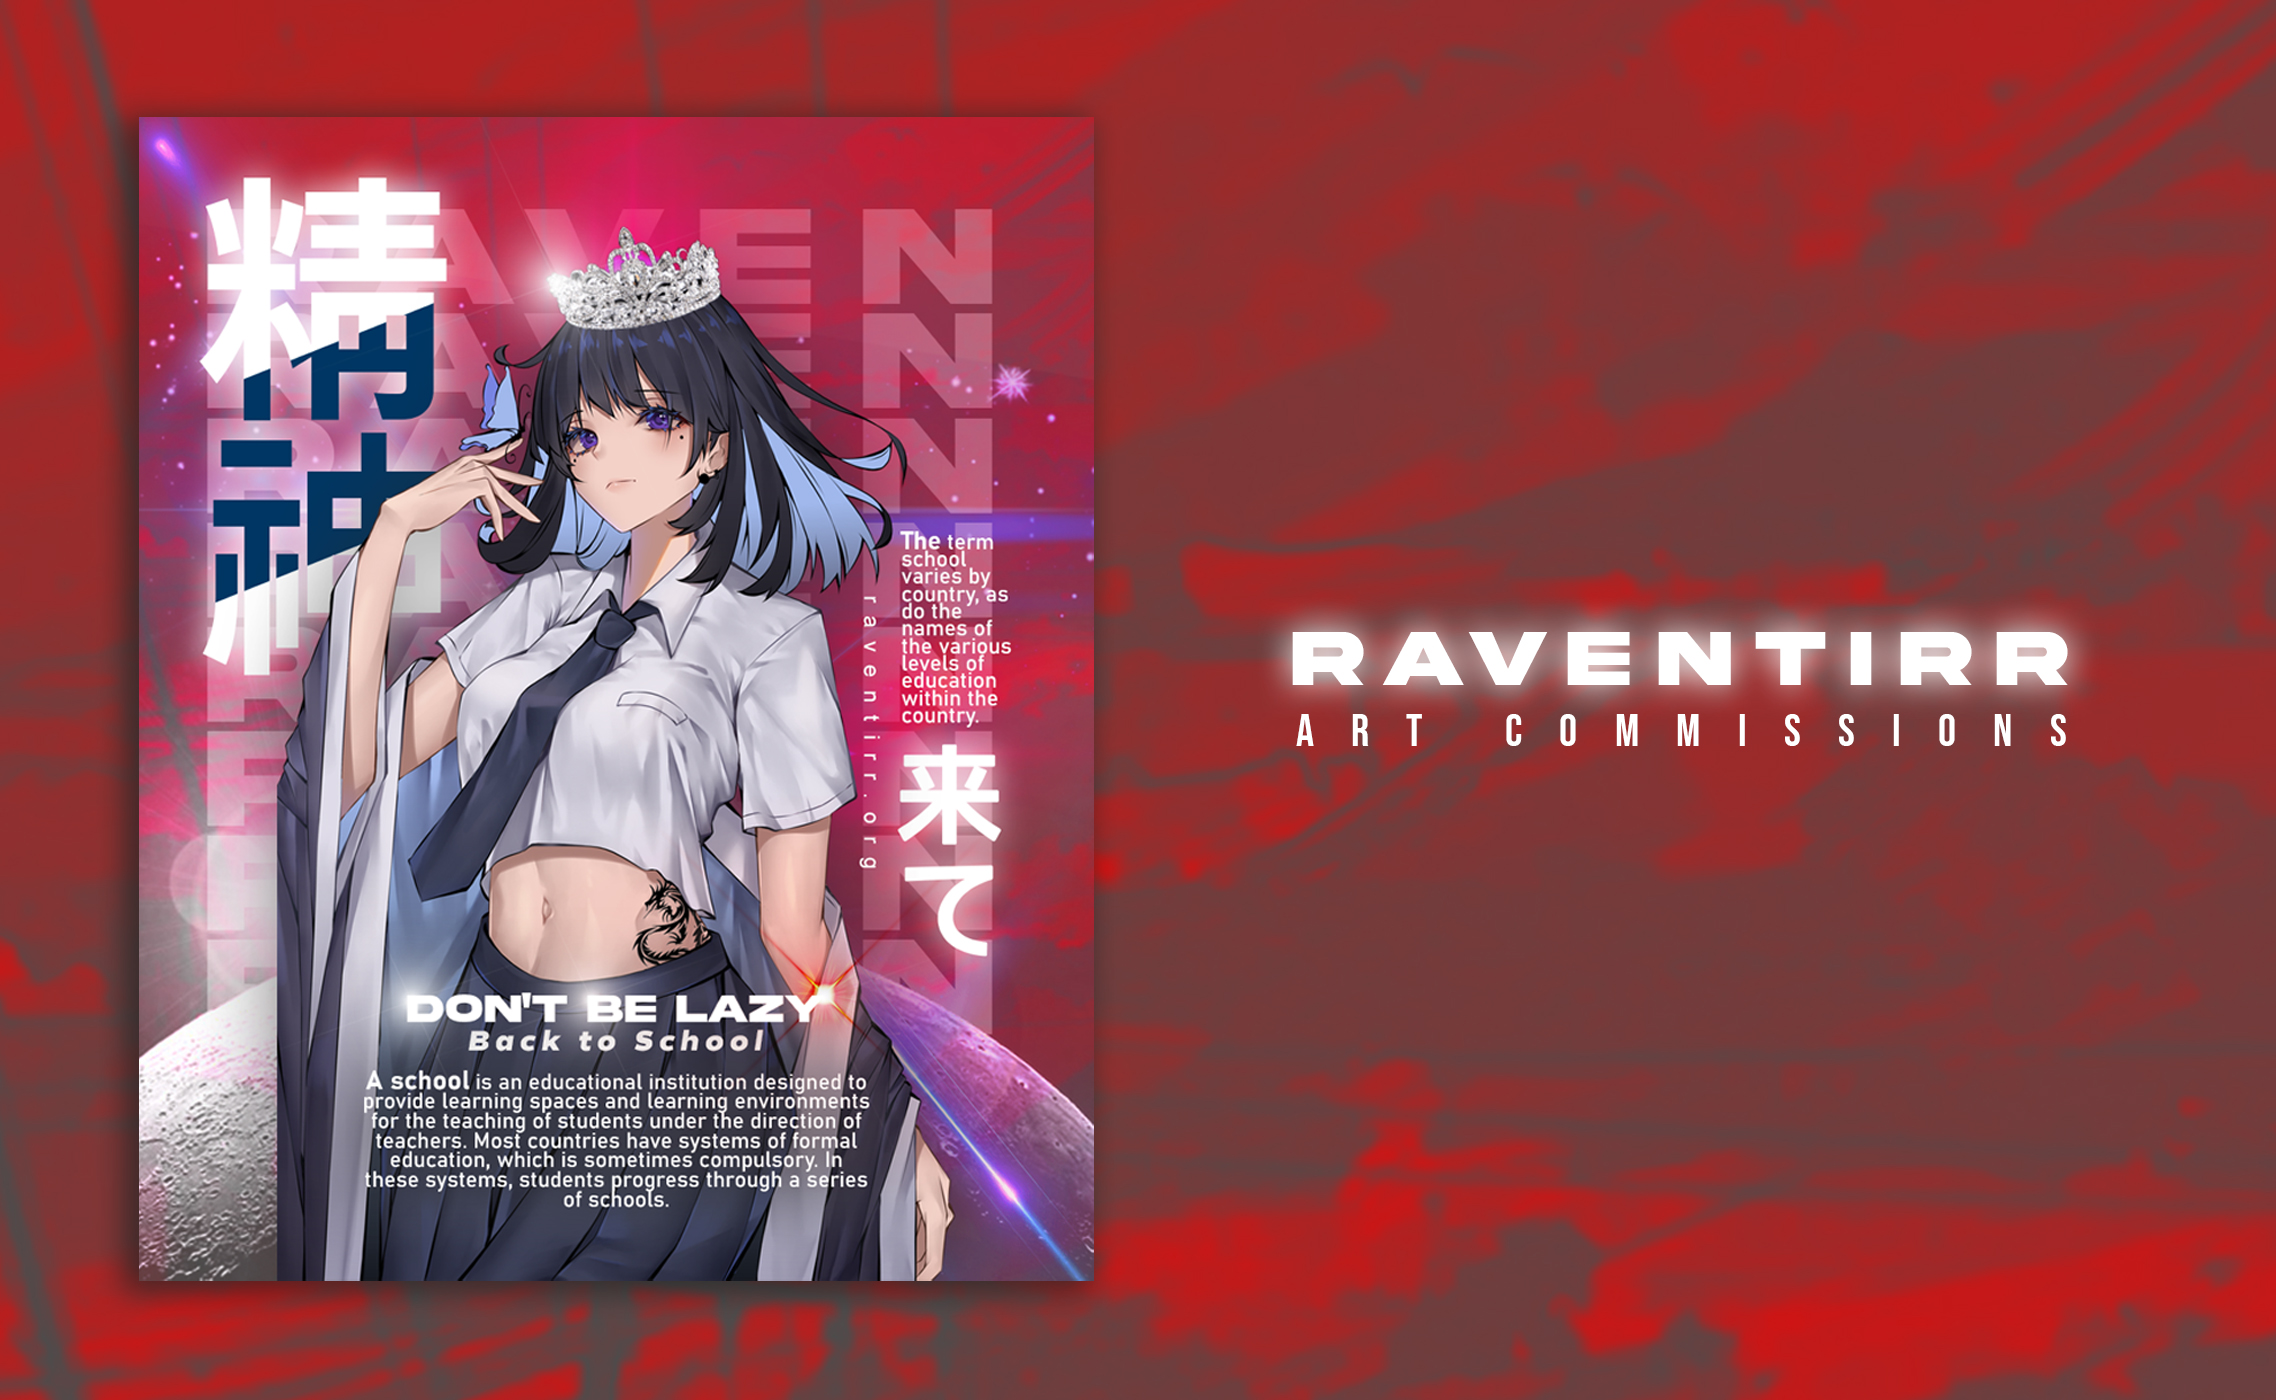 精神
RAVEN
RAVEN
The term
school
varies by
country, as
do the
names of
the various
levels of
education
within the
country.
raventirr.org
来て
DON'T BE LAZY
Back to School
A school is an educational institution designed to
provide learning spaces and learning environments
for the teaching of students under the direction of
teachers. Most countries have systems of formal
education, which is sometimes compulsory. In
these systems, students progress through a series
of schools.
RAVENTIRR
ART COMMISSIONS